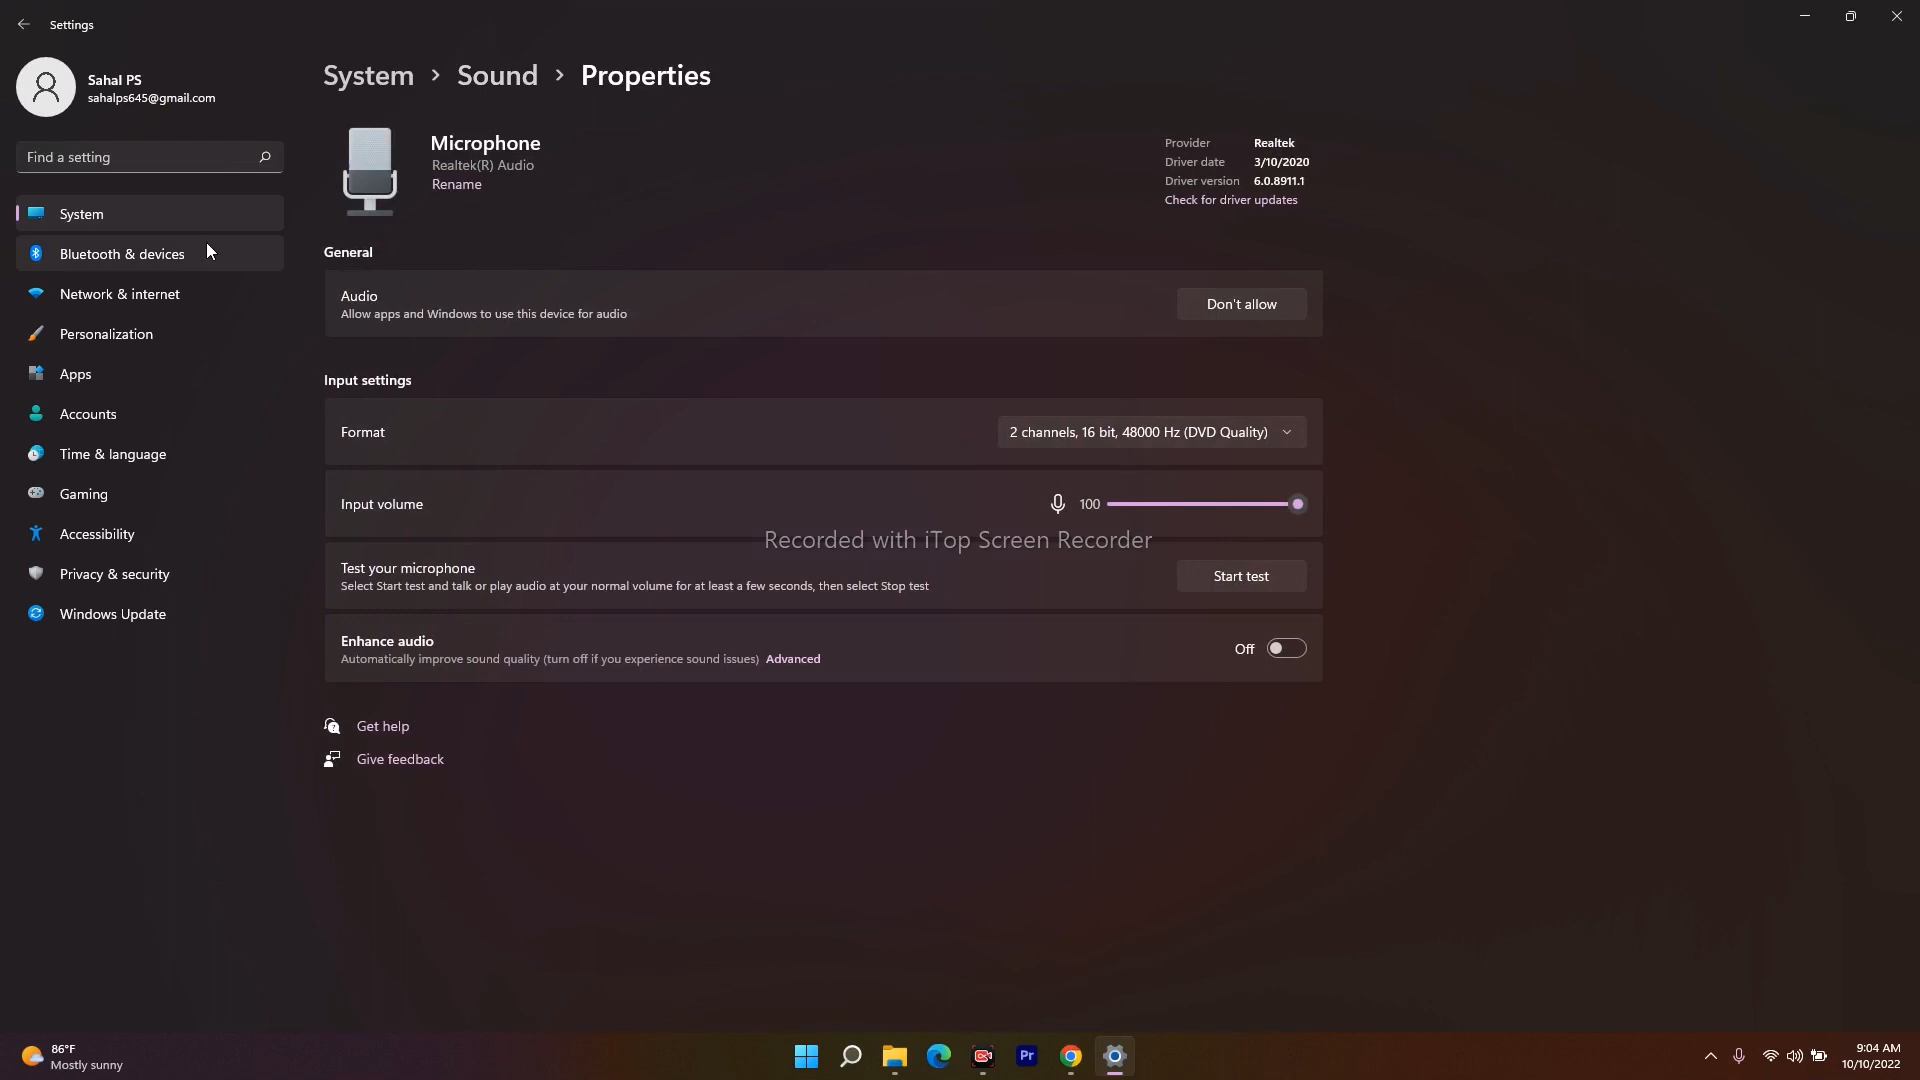 Settings
Sahal PS
sahalps645@gmail.com
Find a setting
System
Bluetooth & devices
Network & internet
Personalization
Apps
Accounts
Time & language
Gaming
Accessibility
Privacy & security
Windows Update
System > Sound > Properties
Microphone
Realtek(R) Audio
Rename
Provider Realtek
Driver date 3/10/2020
Driver version 6.0.8911.1
Check for driver updates
General
Audio
Allow apps and Windows to use this device for audio
Don't allow
Input settings
Format
2 channels, 16 bit, 48000 Hz (DVD Quality)
Input volume
100
Recorded with iTop Screen Recorder
Test your microphone
Select Start test and talk or play audio at your normal volume for at least a few seconds, then select Stop test
Start test
Enhance audio
Automatically improve sound quality (turn off if you experience sound issues) Advanced
Off
Get help
Give feedback
86°F
Mostly sunny
Pr
9:04 AM
10/10/2022